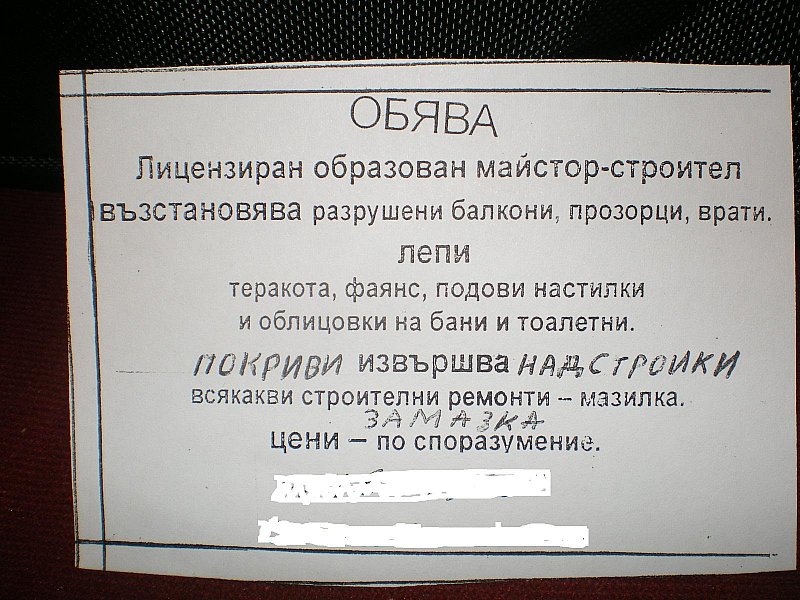 ОБЯВА
Лицензиран образован майстор-строител
възстановява разрушени балкони, прозорци, врати.
лепи
теракота, фаянс, подови настилки
и облицовки на бани и тоалетни.
ПОКРИВИ извършва НАДСТРОИКИ
всякакви строителни ремонти – мазилка.
ЗАМАЗКА
цени – по споразумение.